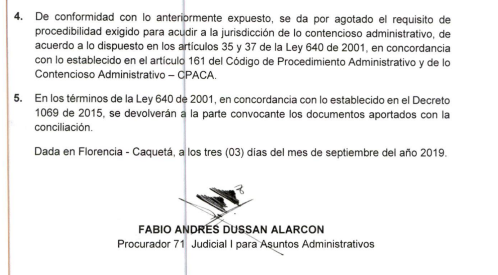 4. De conformidad con lo anteriormente expuesto, se da por agotado el requisito de
procedibilidad exigido para acudir a la jurisdicción de lo contencioso administrativo, de
acuerdo a lo dispuesto en los artículos 35 y 37 de la Ley 640 de 2001, en concordancia
con lo establecido en el artículo 161 del Código de Procedimiento Administrativo y de lo
Contencioso Administrativo – CPACA.
5. En los términos de la Ley 640 de 2001, en concordancia con lo establecido en el Decreto
1069 de 2015, se devolverán a la parte convocante los documentos aportados con la
conciliación.
Dada en Florencia - Caquetá, a los tres (03) días del mes de septiembre del año 2019.
FABIO ANDRES DUSSAN ALARCON
Procurador 71 Judicial I para Asuntos Administrativos